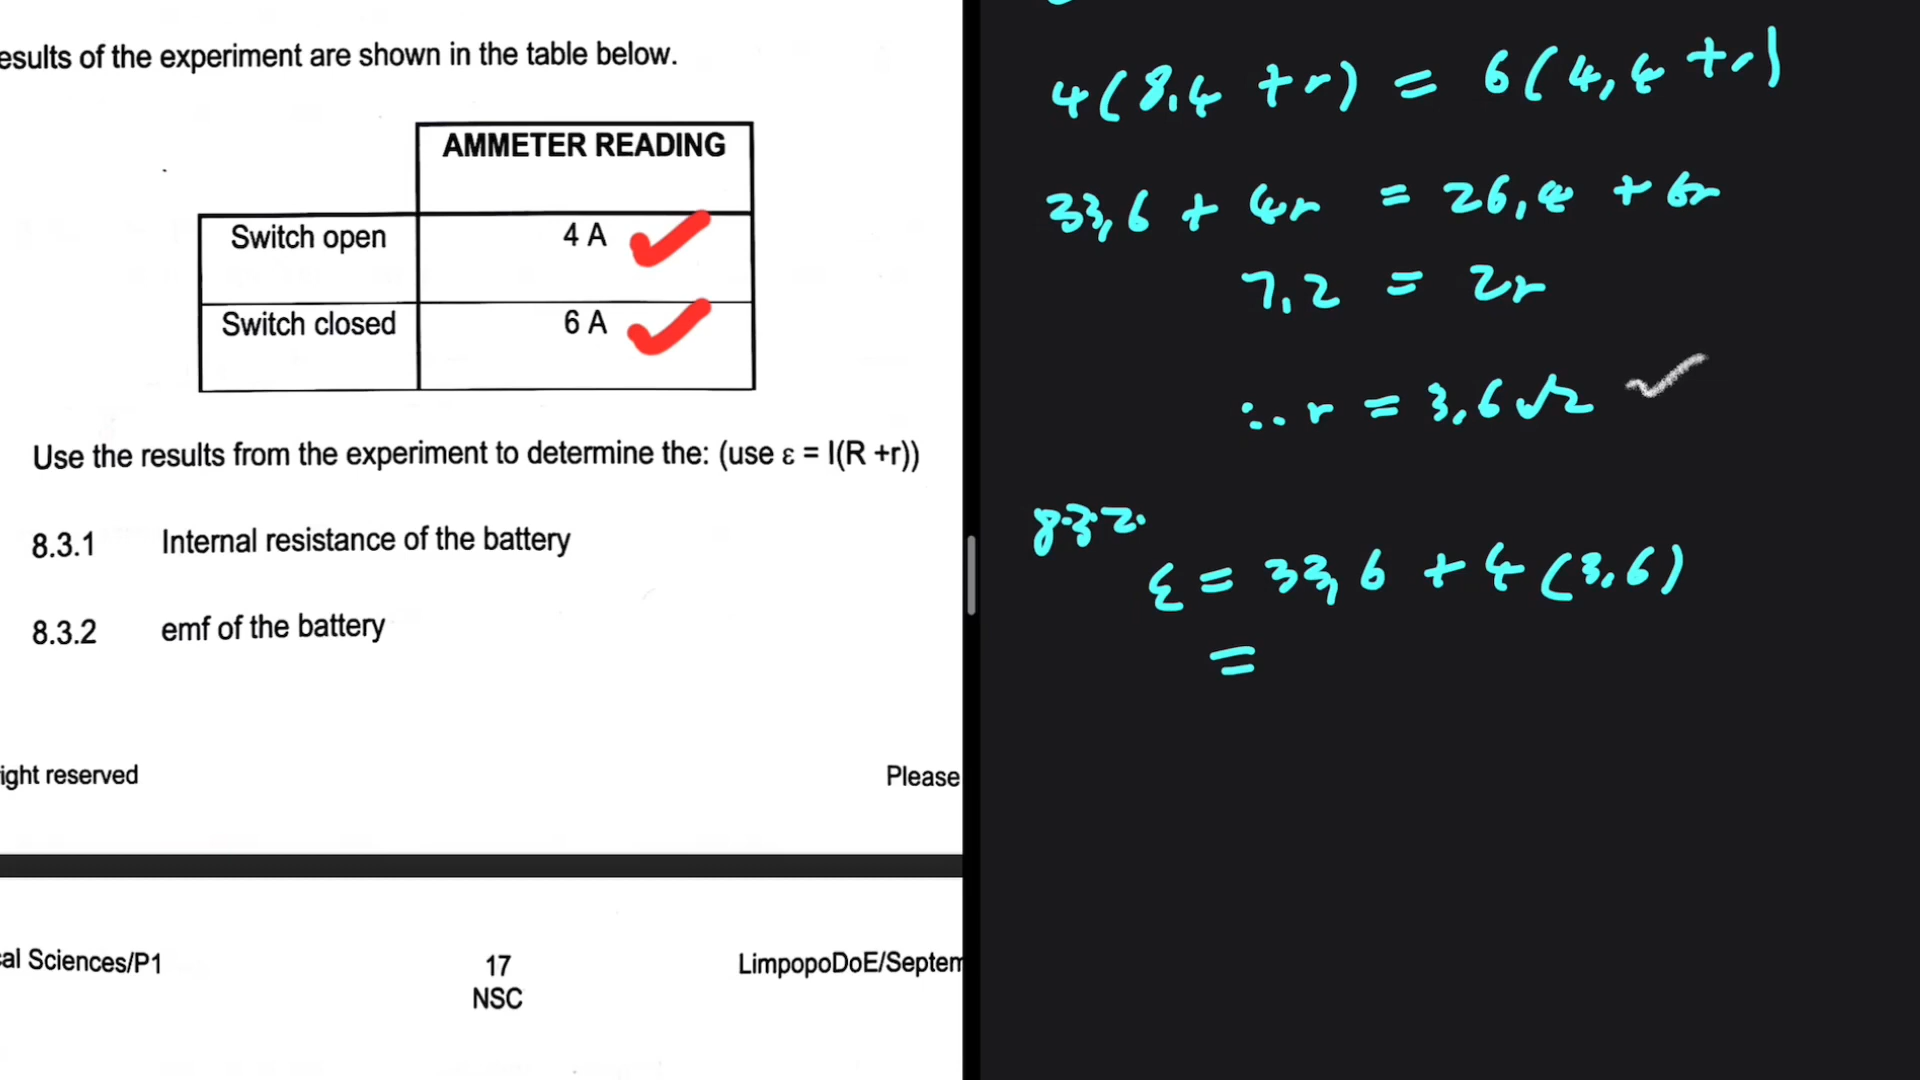 esults of the experiment are shown in the table below.
AMMETER READING
Switch open 4 A
Switch closed 6 A
Use the results from the experiment to determine the: (use ε = I(R +r))
8.3.1 Internal resistance of the battery
8.3.2 emf of the battery
ight reserved Please
al Sciences/P1 17 LimpopoDoE/Septem
NSC
4(8,4 +r) = 6(4,4 +r)
33,6 + 4r = 26,4 + 6r
7,2 = 2r
∴ r = 3,6 Ω
8.3.2.
ε = 33,6 + 4(3,6)
=